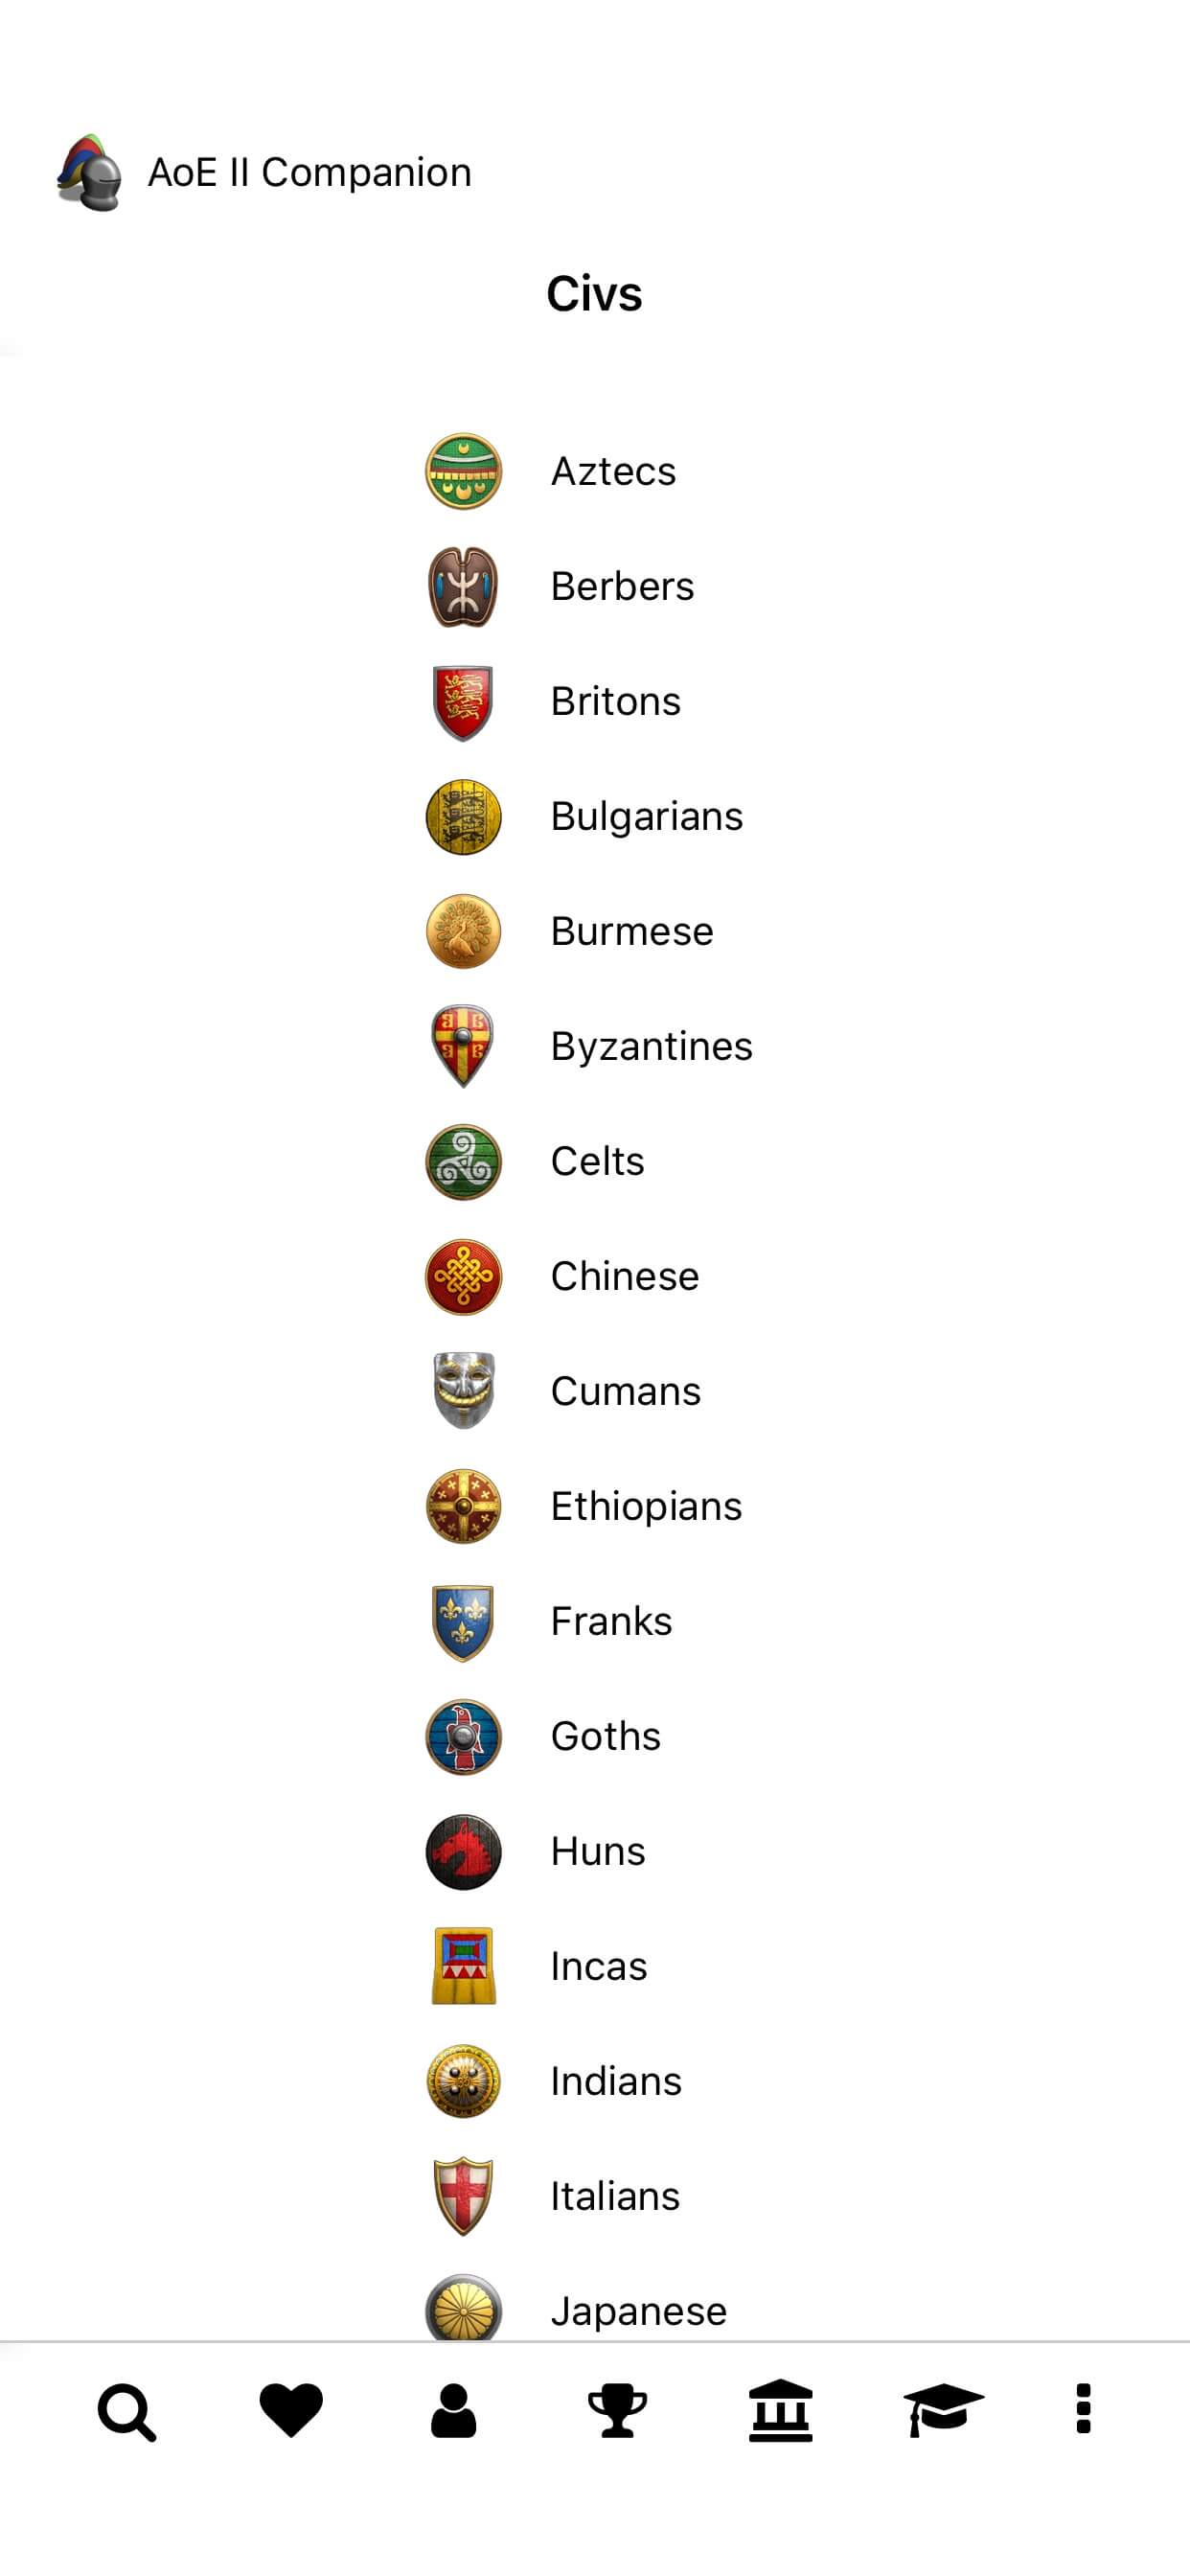 AoE II Companion
Civs
Aztecs
Berbers
Britons
Bulgarians
Burmese
Byzantines
Celts
Chinese
Cumans
Ethiopians
Franks
Goths
Huns
Incas
Indians
Italians
Japanese